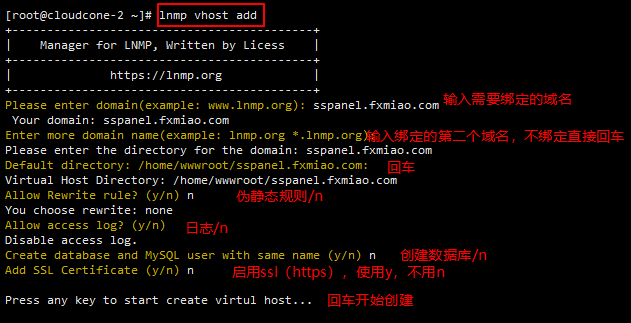 [root@cloudcone-2 ~]# lnmp vhost add
+-------------------------------------------+
|    Manager for LNMP, Written by Licess    |
+-------------------------------------------+
|              https://lnmp.org             |
+-------------------------------------------+
Please enter domain(example: www.lnmp.org): sspanel.fxmiao.com 输入需要绑定的域名
Your domain: sspanel.fxmiao.com
Enter more domain name(example: lnmp.org *.lnmp.org) 输入绑定的第二个域名，不绑定直接回车
Please enter the directory for the domain: sspanel.fxmiao.com
Default directory: /home/wwwroot/sspanel.fxmiao.com: 回车
Virtual Host Directory: /home/wwwroot/sspanel.fxmiao.com
Allow Rewrite rule? (y/n) n 伪静态规则/n
You choose rewrite: none
Allow access log? (y/n) 日志/n
Disable access log.
Create database and MySQL user with same name (y/n) n 创建数据库/n
Add SSL Certificate (y/n) n 启用ssl（https），使用y，不用n
Press any key to start create virtul host... 回车开始创建